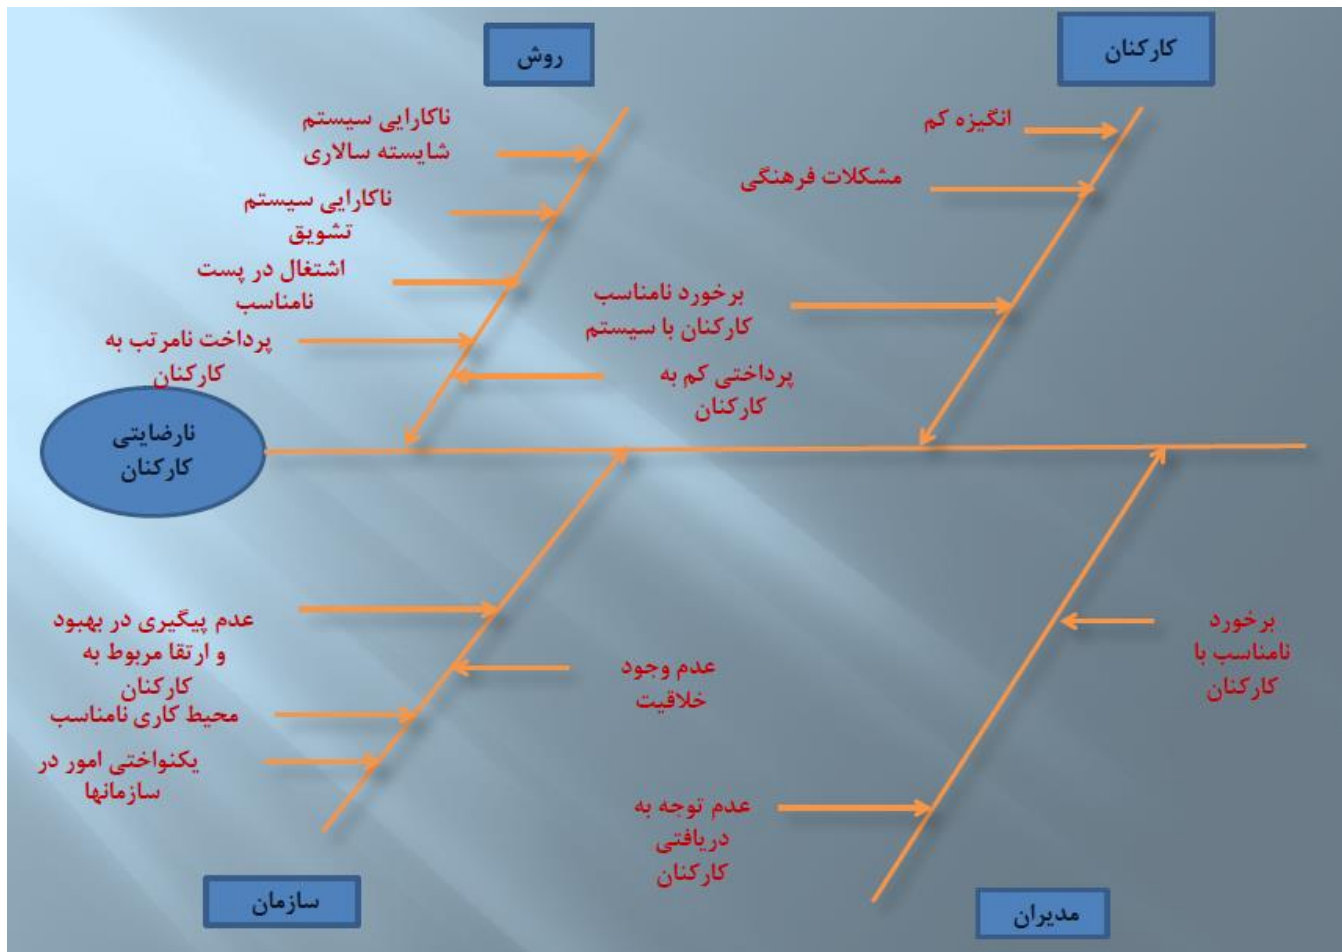 کارکنان
روش
انگیزه کم
مشکلات فرهنگی
برخورد نامناسب
کارکنان با سیستم
ناکارایی سیستم
شایسته سالاری
ناکارایی سیستم
تشویق
اشتغال در پست
نامناسب
پرداخت نامرتب به
کارکنان
پرداختی کم به
کارکنان
نارضایتی
کارکنان
برخورد
نامناسب با
کارکنان
عدم توجه به
دریافتی
کارکنان
عدم پیگیری در بهبود
و ارتقا مربوط به
کارکنان
عدم وجود
خلاقیت
محیط کاری نامناسب
یکنواختی امور در
سازمانها
مدیران
سازمان